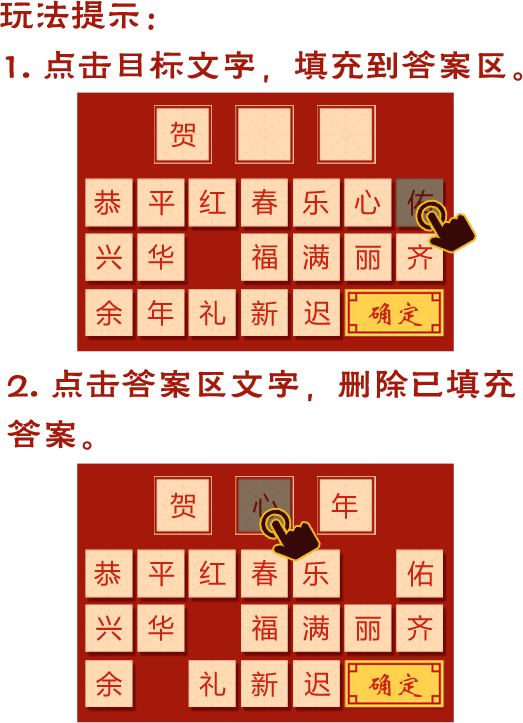 玩法提示：
1. 点击目标文字，填充到答案区。
贺
恭 平 红 春 乐 心 佑
兴 华 福 满 丽 齐
余 年 礼 新 迟 确定
2. 点击答案区文字，删除已填充
答案。
贺 心 年
恭 平 红 春 乐 佑
兴 华 福 满 丽 齐
余 礼 新 迟 确定